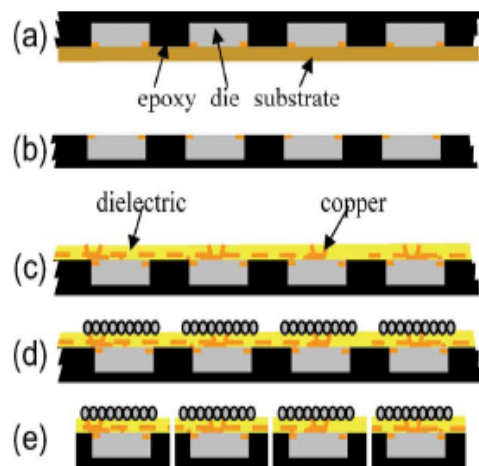 (a)
epoxy die substrate
(b)
dielectric copper
(c)
(d)
(e)